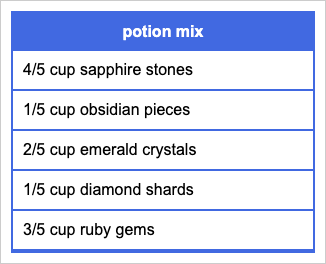 potion mix
4/5 cup sapphire stones
1/5 cup obsidian pieces
2/5 cup emerald crystals
1/5 cup diamond shards
3/5 cup ruby gems